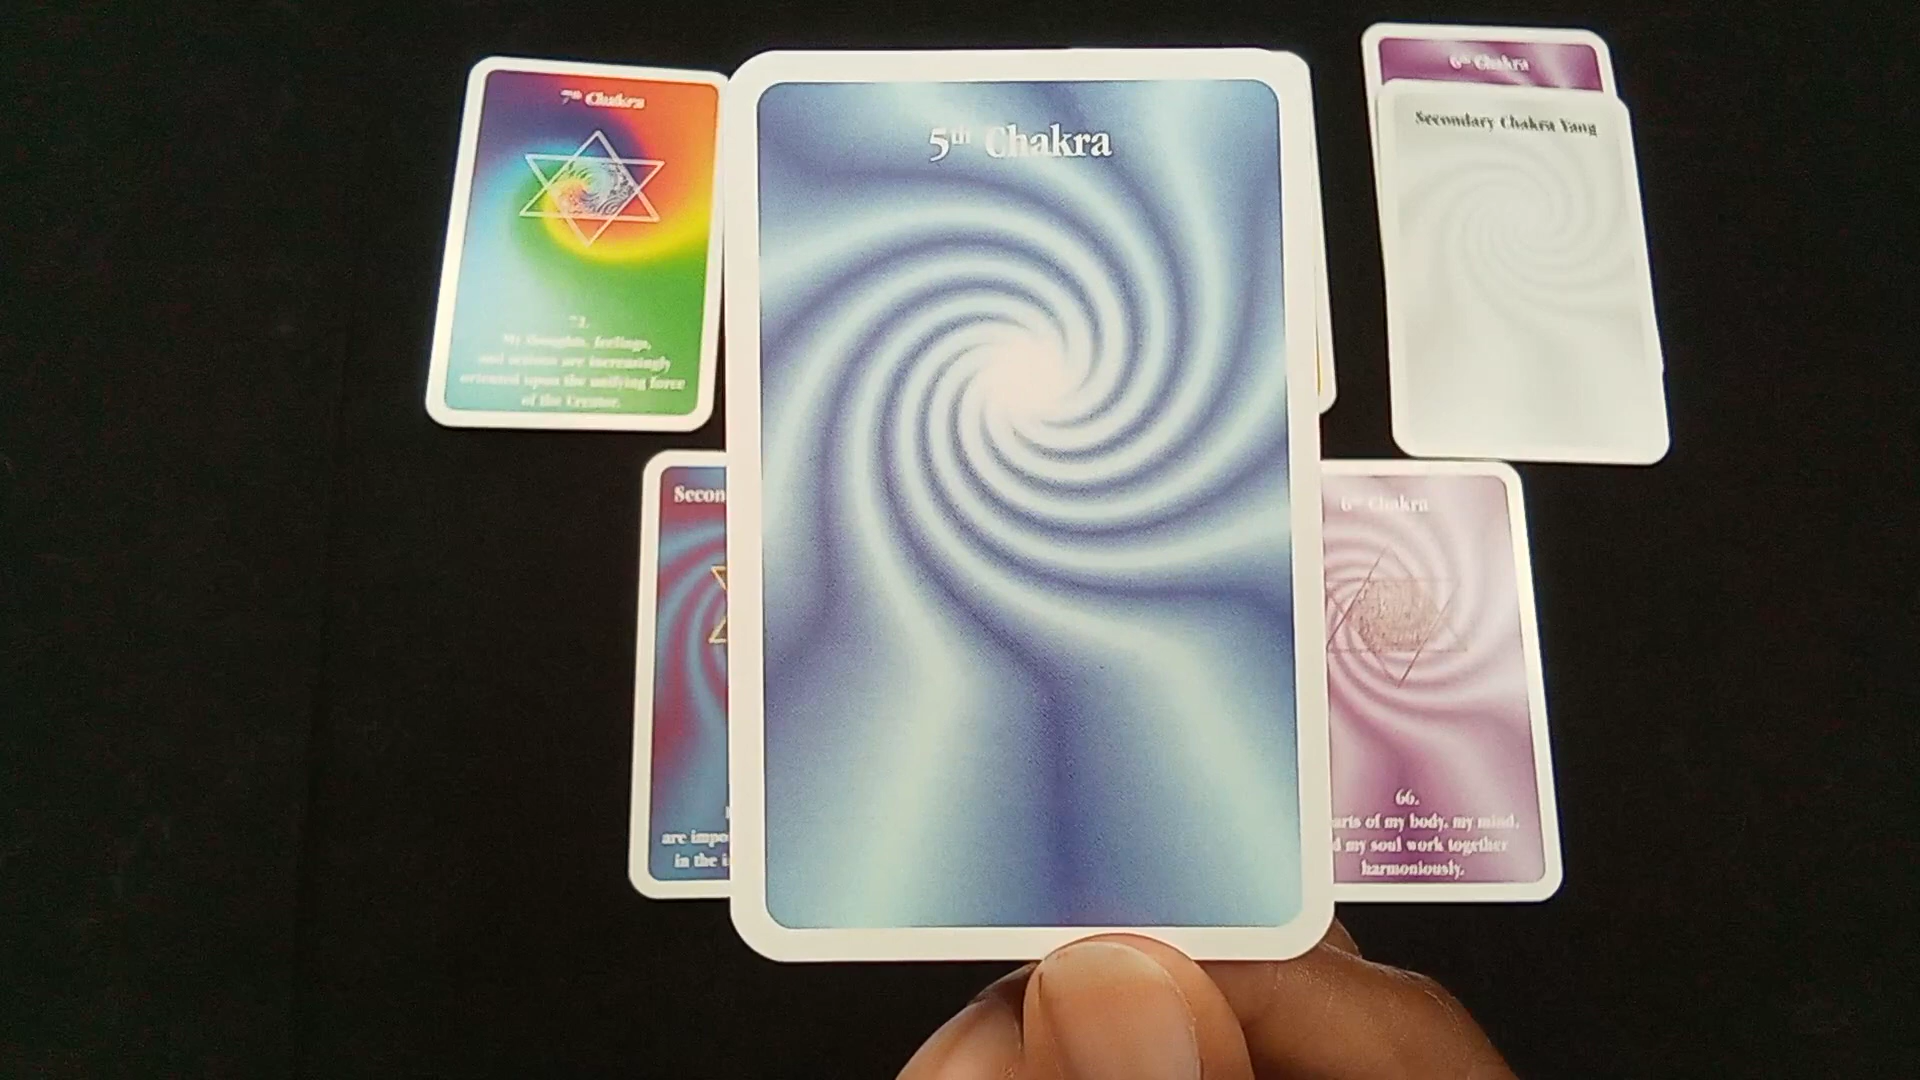 7th Chakra
72.
My thoughts, feelings,
and actions are increasingly
oriented upon the unifying force
of the Creator.
5th Chakra
6th Chakra
Secondary Chakra Yang
Secon
are impo
in the i
6th Chakra
66.
arts of my body, my mind,
d my soul work together
harmoniously.